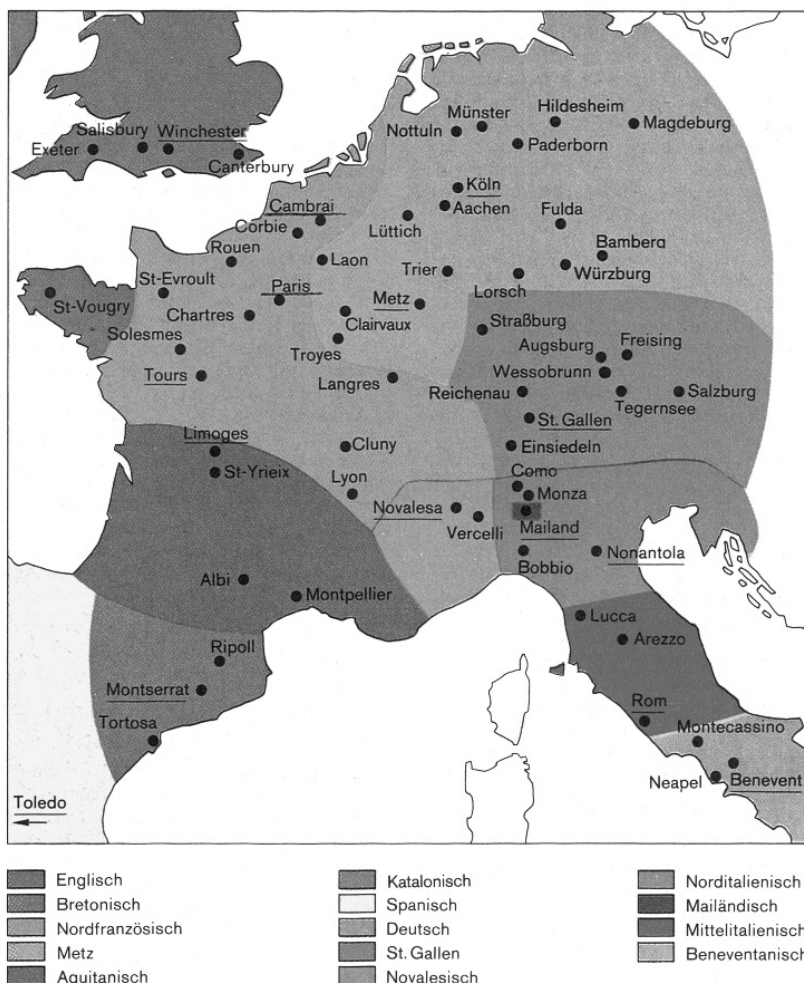 Münster
Hildesheim
Nottuln
Magdeburg
Salisbury
Winchester
Exeter
Paderborn
Canterbury
Köln
Cambrai
Aachen
Corbie
Lüttich
Fulda
Rouen
Bamberg
Laon
Trier
Würzburg
St-Evroult
Paris
Lorsch
St-Vougry
Metz
Chartres
Clairvaux
Straßburg
Solesmes
Freising
Augsburg
Troyes
Wessobrunn
Tours
Langres
Reichenau
Salzburg
Tegernsee
St. Gallen
Limoges
Cluny
Einsiedeln
St-Yrieix
Como
Lyon
Monza
Novalesa
Mailand
Vercelli
Nonantola
Bobbio
Albi
Montpellier
Lucca
Arezzo
Ripoll
Montserrat
Rom
Tortosa
Montecassino
Neapel
Benevent
Toledo
Englisch
Bretonisch
Nordfranzösisch
Metz
Aquitanisch
Katalonisch
Spanisch
Deutsch
St. Gallen
Novalesisch
Norditalienisch
Mailändisch
Mittelitalienisch
Beneventanisch